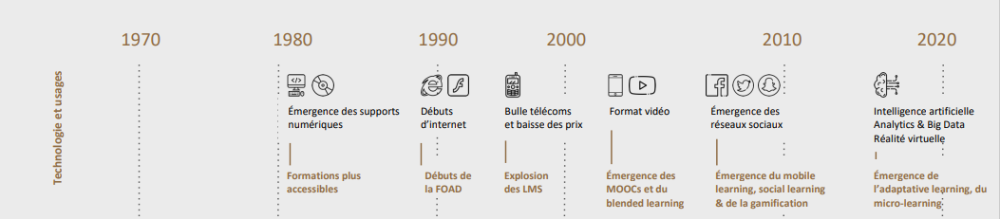 1970
1980
1990
2000
2010
2020
Technologie et usages
</>
Émergence des supports
numériques
Débuts
d'internet
Bulle télécoms
et baisse des prix
Format vidéo
Émergence des
réseaux sociaux
Intelligence artificielle
Analytics & Big Data
Réalité virtuelle
Formations plus
accessibles
Débuts de
la FOAD
Explosion
des LMS
Émergence des
MOOCs et du
blended learning
Émergence du mobile
learning, social learning
& de la gamification
Émergence de
l'adaptative learning, du
micro-learning